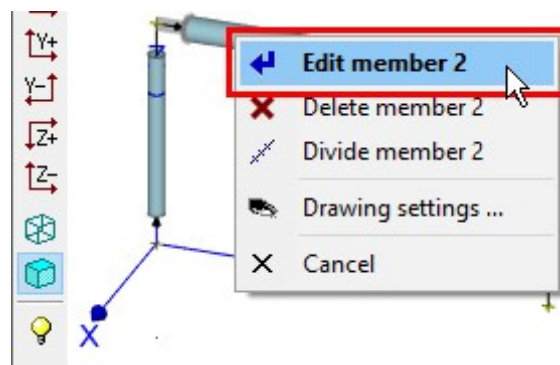 Y+
Y-
Z+
Z-
X
Edit member 2
Delete member 2
Divide member 2
Drawing settings ...
Cancel